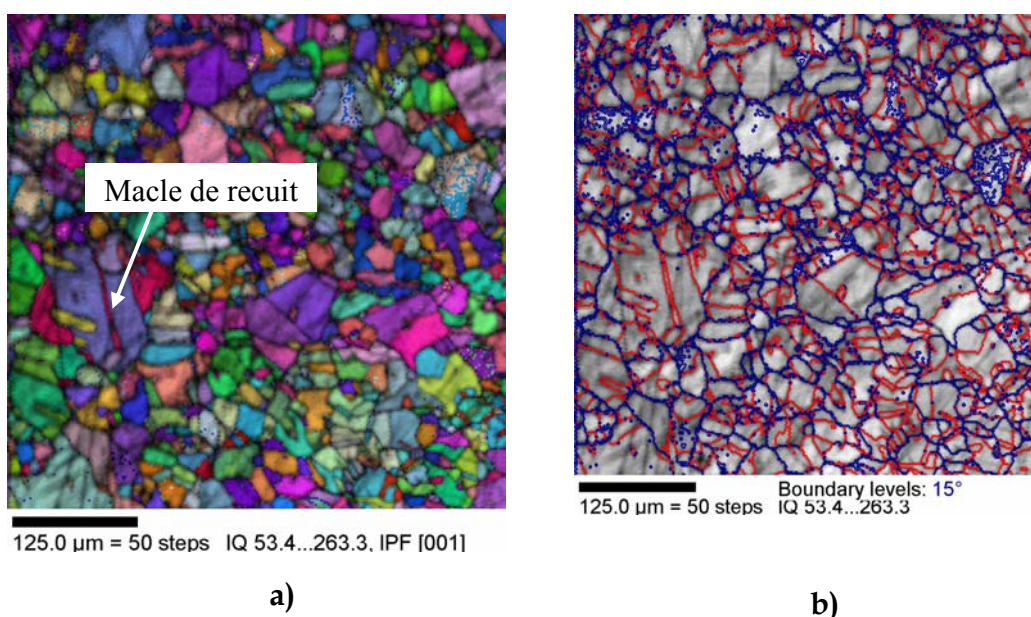 Macle de recuit
125.0 µm = 50 steps IQ 53.4...263.3, IPF [001]
a)
Boundary levels: 15°
125.0 µm = 50 steps IQ 53.4...263.3
b)